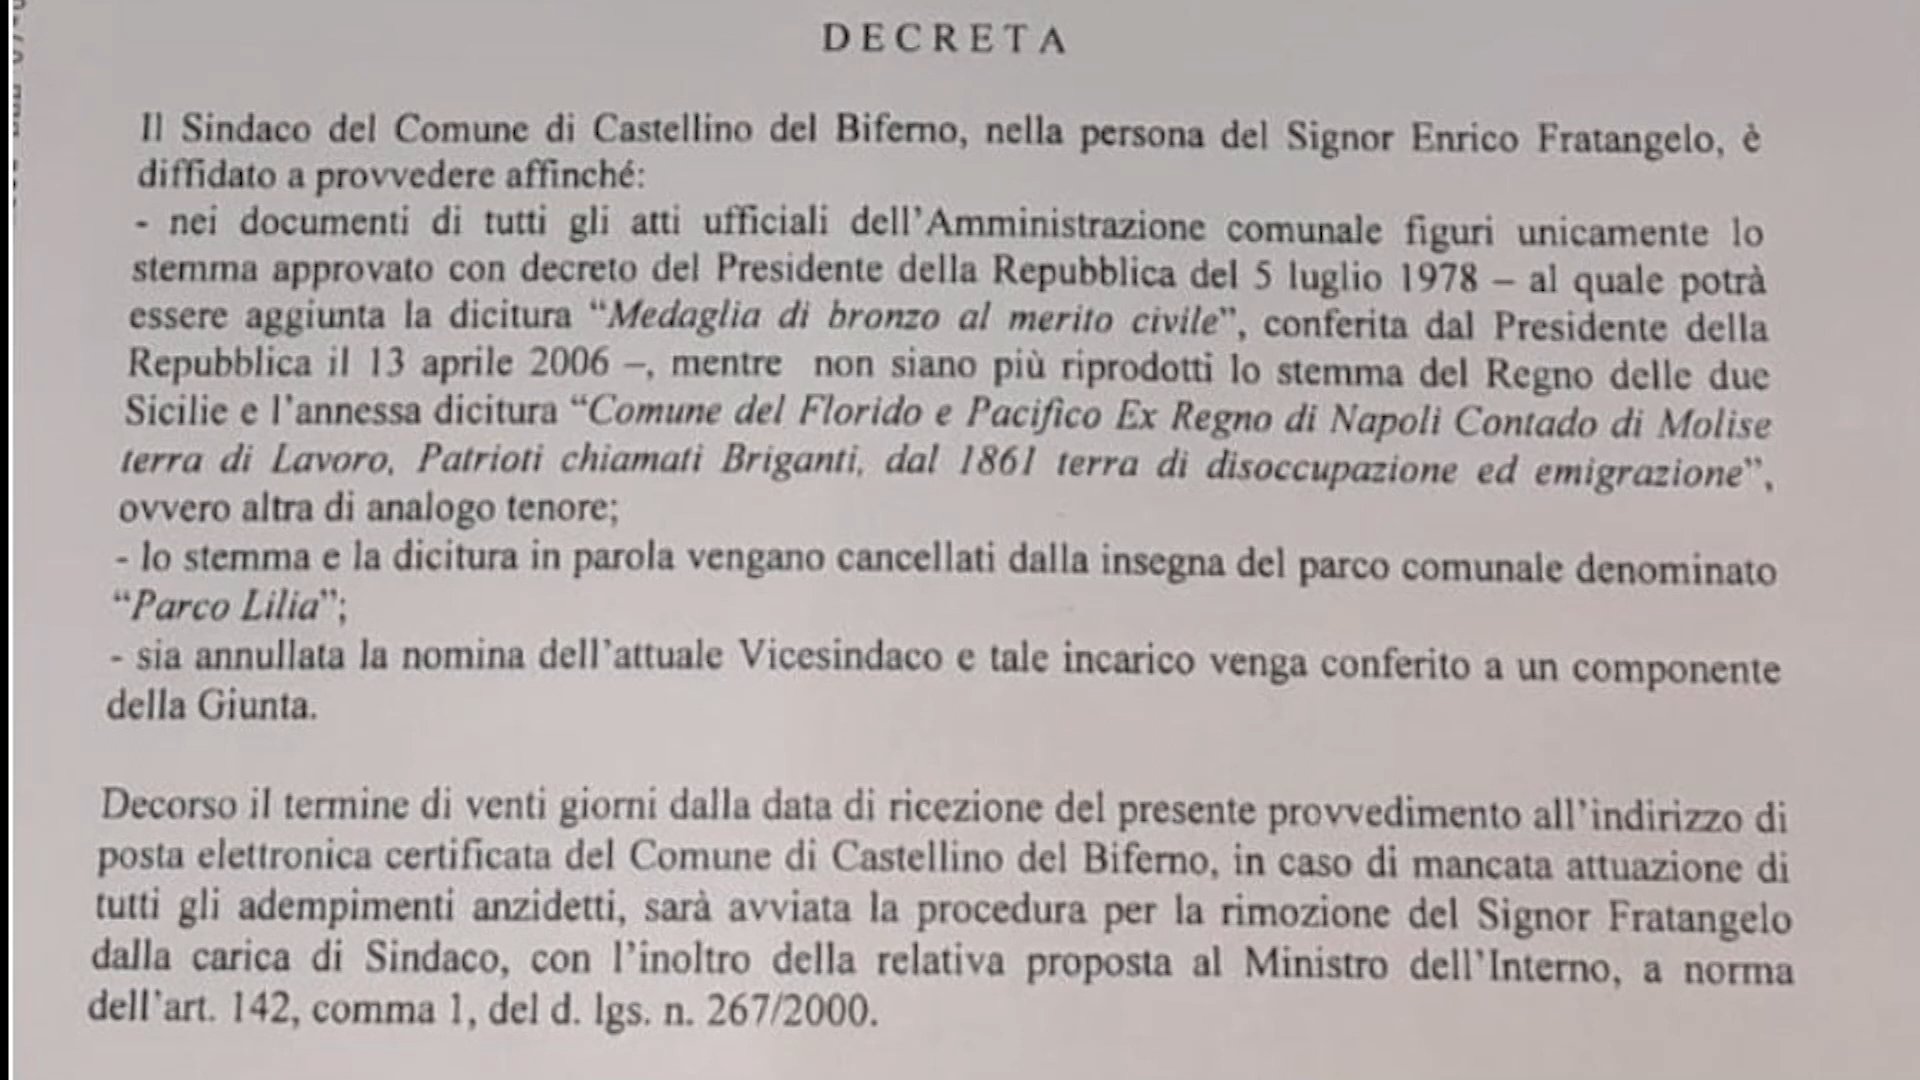 DECRETA
Il Sindaco del Comune di Castellino del Biferno, nella persona del Signor Enrico Fratangelo, è
diffidato a provvedere affinché:
- nei documenti di tutti gli atti ufficiali dell'Amministrazione comunale figuri unicamente lo
stemma approvato con decreto del Presidente della Repubblica del 5 luglio 1978 – al quale potrà
essere aggiunta la dicitura “Medaglia di bronzo al merito civile”, conferita dal Presidente della
Repubblica il 13 aprile 2006 –, mentre non siano più riprodotti lo stemma del Regno delle due
Sicilie e l'annessa dicitura “Comune del Florido e Pacifico Ex Regno di Napoli Contado di Molise
terra di Lavoro, Patrioti chiamati Briganti, dal 1861 terra di disoccupazione ed emigrazione”,
ovvero altra di analogo tenore;
- lo stemma e la dicitura in parola vengano cancellati dalla insegna del parco comunale denominato
“Parco Lilia”;
- sia annullata la nomina dell'attuale Vicesindaco e tale incarico venga conferito a un componente
della Giunta.
Decorso il termine di venti giorni dalla data di ricezione del presente provvedimento all'indirizzo di
posta elettronica certificata del Comune di Castellino del Biferno, in caso di mancata attuazione di
tutti gli adempimenti anzidetti, sarà avviata la procedura per la rimozione del Signor Fratangelo
dalla carica di Sindaco, con l'inoltro della relativa proposta al Ministro dell'Interno, a norma
dell'art. 142, comma 1, del d. lgs. n. 267/2000.